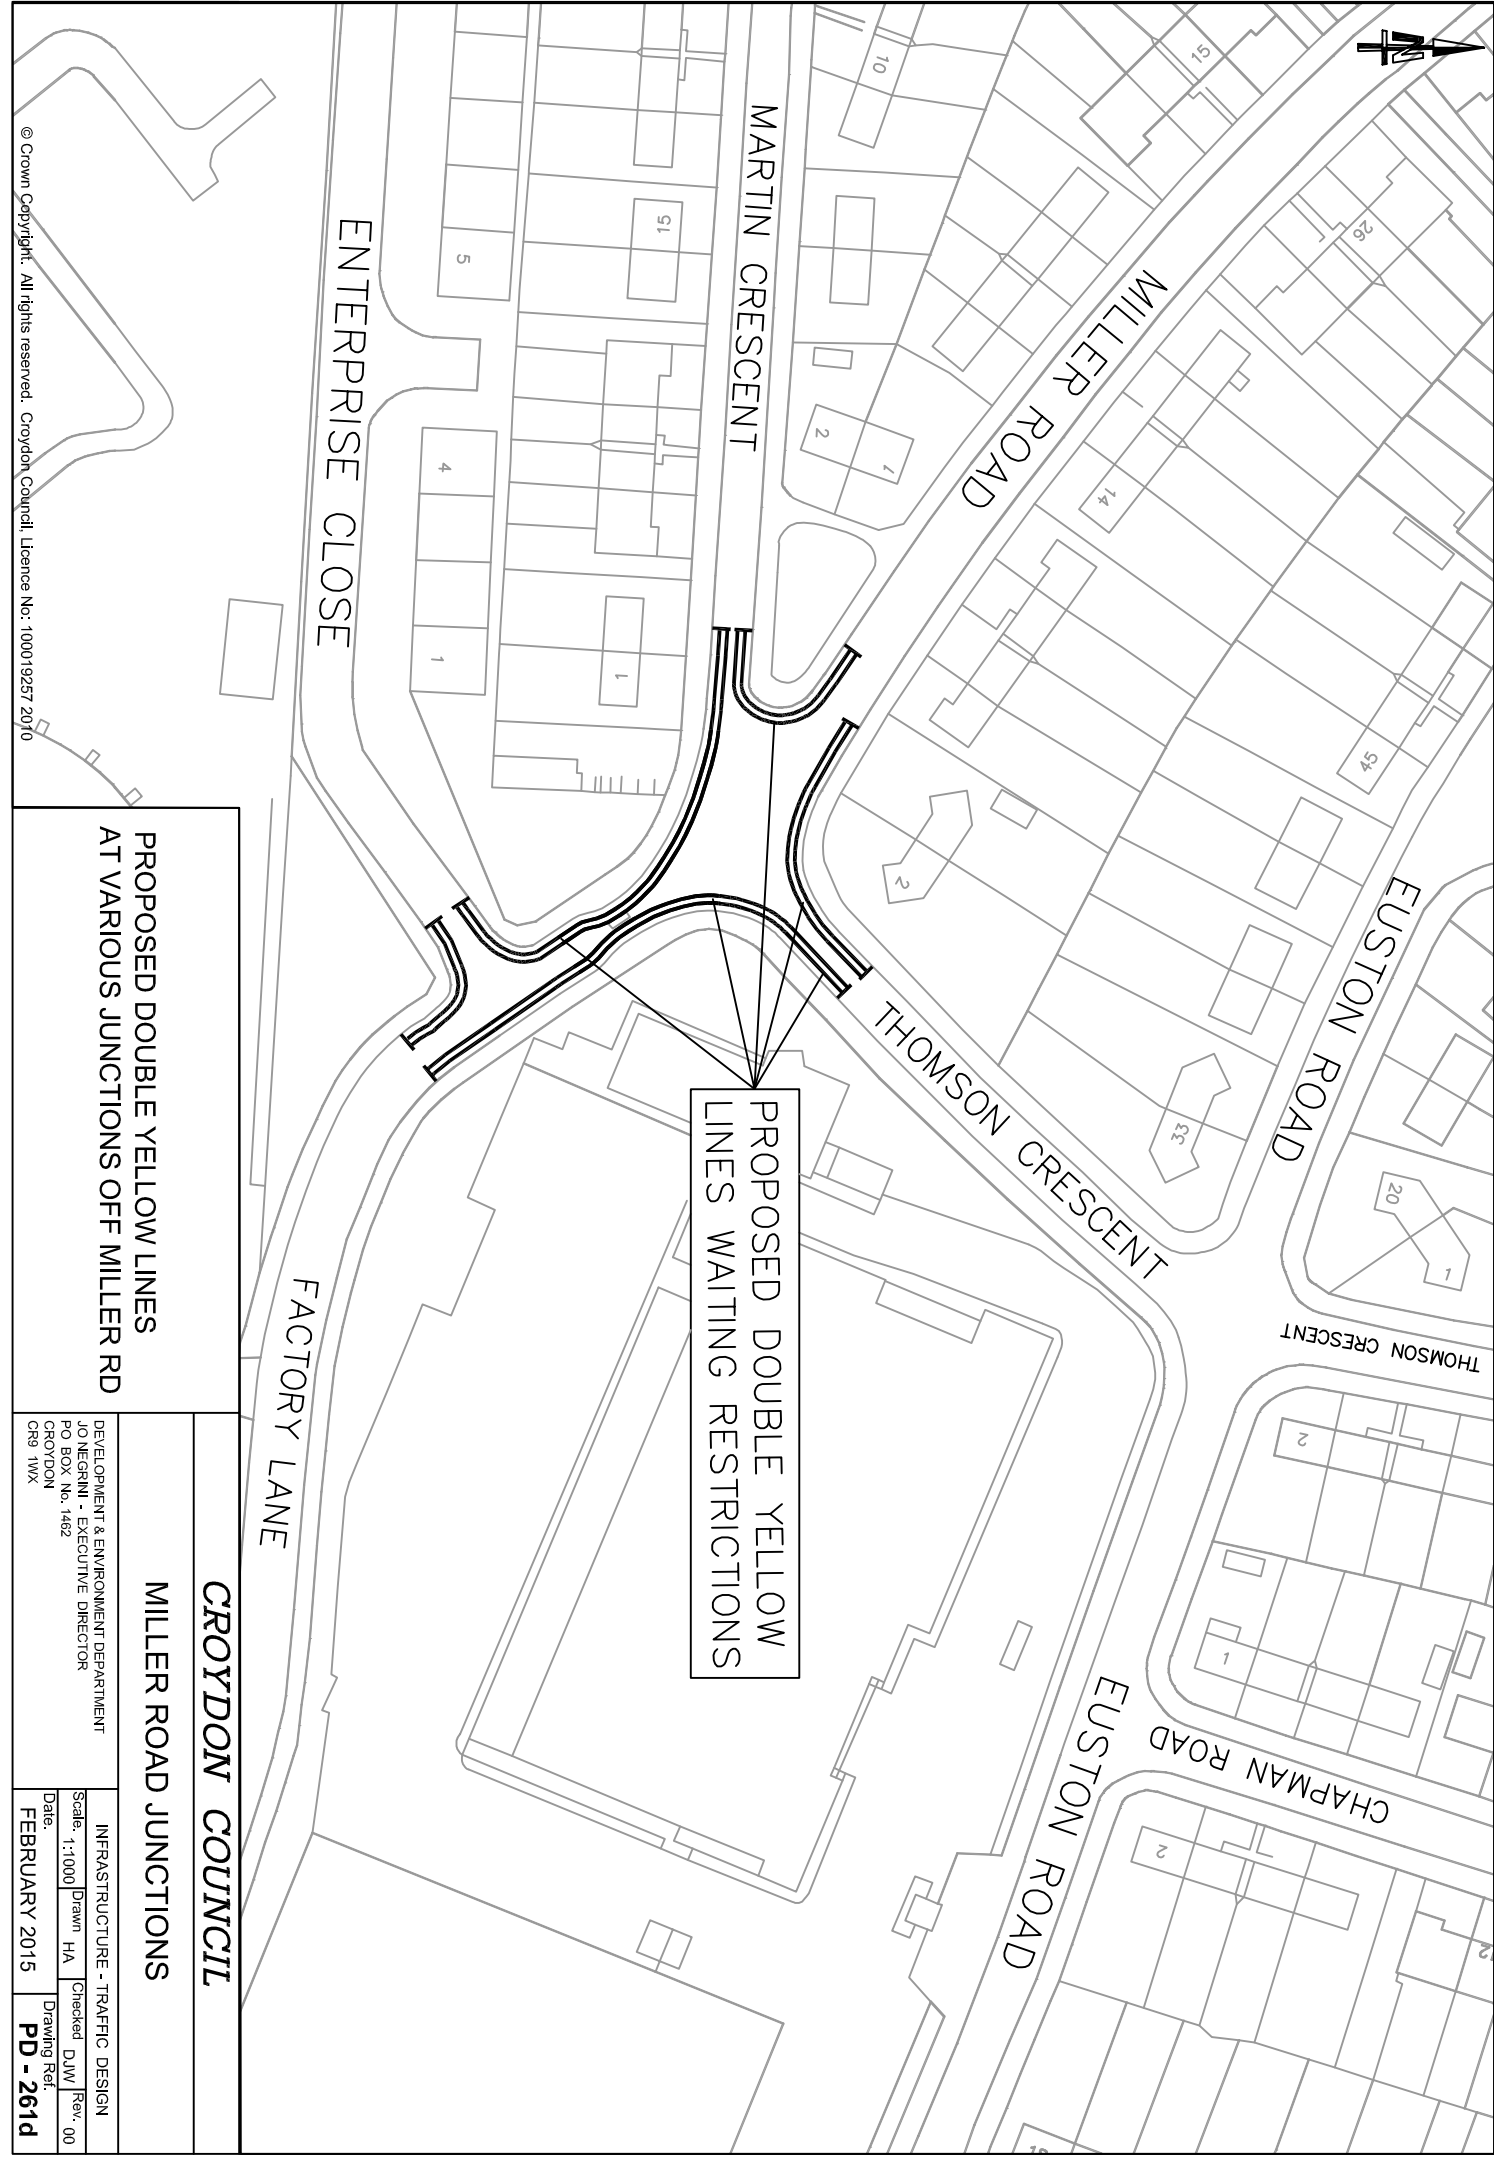 N
MARTIN CRESCENT
MILLER ROAD
ENTERPRISE CLOSE
EUSTON ROAD
THOMSON CRESCENT
THOMSON CRESCENT
FACTORY LANE
EUSTON ROAD
CHAPMAN ROAD
10
15
26
15
5
2
1
14
4
1
1
45
2
33
20
1
2
1
2
PROPOSED DOUBLE YELLOW
LINES WAITING RESTRICTIONS
© Crown Copyright. All rights reserved. Croydon Council, Licence No: 100019257 2010
PROPOSED DOUBLE YELLOW LINES
AT VARIOUS JUNCTIONS OFF MILLER RD
CROYDON COUNCIL
MILLER ROAD JUNCTIONS
DEVELOPMENT & ENVIRONMENT DEPARTMENT
JO NEGRINI - EXECUTIVE DIRECTOR
PO BOX No. 1462
CROYDON
CR9 1WX
INFRASTRUCTURE - TRAFFIC DESIGN
Scale. 1:1000 Drawn HA Checked DJW Rev. 00
Date. FEBRUARY 2015
Drawing Ref. PD - 261d